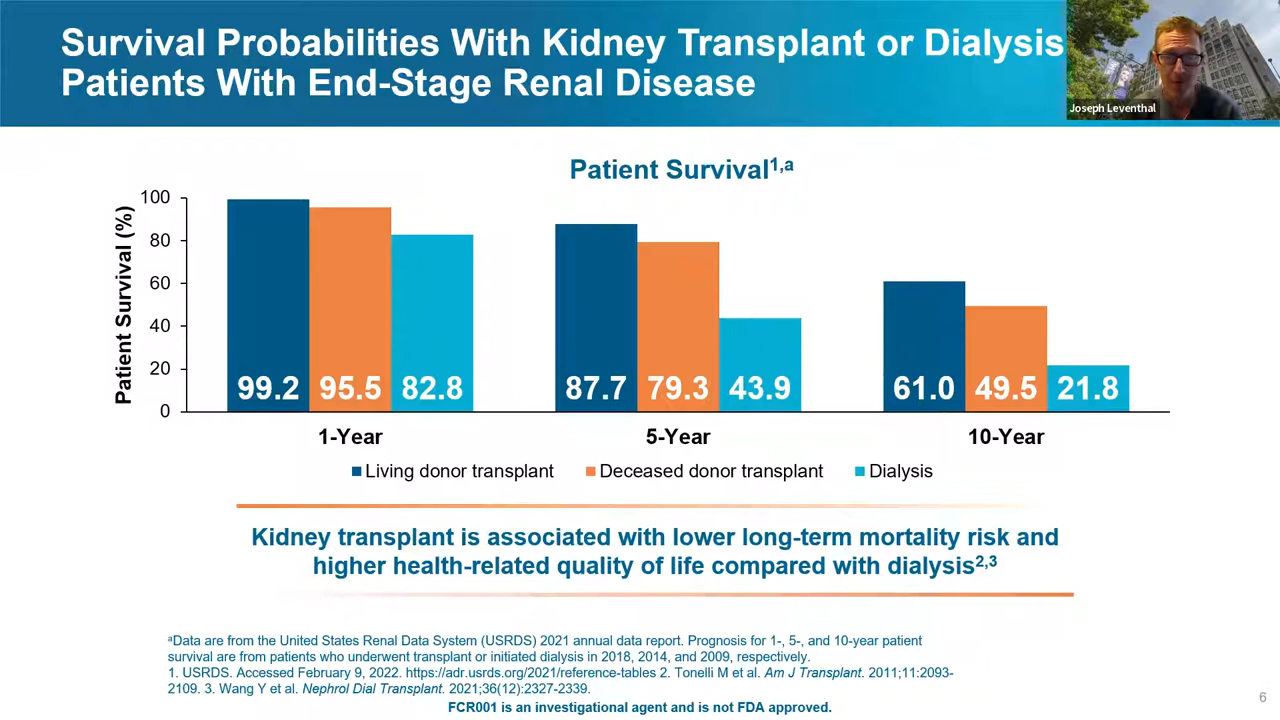 Survival Probabilities With Kidney Transplant or Dialysis
Patients With End-Stage Renal Disease
Joseph Leventhal
Patient Survival1,a
Patient Survival (%)
100
80
60
40
20
0
99.2 95.5 82.8
87.7 79.3 43.9
61.0 49.5 21.8
1-Year 5-Year 10-Year
Living donor transplant Deceased donor transplant Dialysis
Kidney transplant is associated with lower long-term mortality risk and
higher health-related quality of life compared with dialysis2,3
aData are from the United States Renal Data System (USRDS) 2021 annual data report. Prognosis for 1-, 5-, and 10-year patient
survival are from patients who underwent transplant or initiated dialysis in 2018, 2014, and 2009, respectively.
1. USRDS. Accessed February 9, 2022. https://adr.usrds.org/2021/reference-tables 2. Tonelli M et al. Am J Transplant. 2011;11:2093-
2109. 3. Wang Y et al. Nephrol Dial Transplant. 2021;36(12):2327-2339.
FCR001 is an investigational agent and is not FDA approved.
6